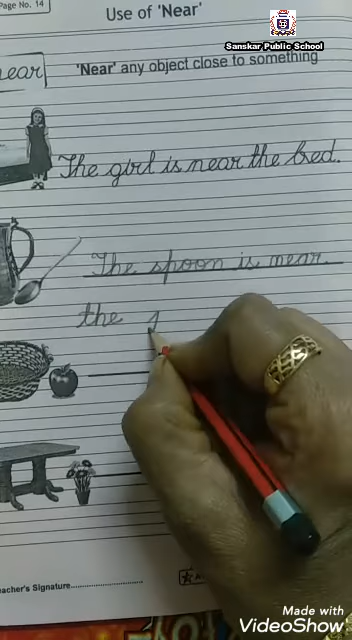 Page No. 14
Use of 'Near'
Sanskar Public School
near
'Near' any object close to something
The girl is near the bed.
The spoon is near
the
Teacher's Signature
Made with
VideoShow